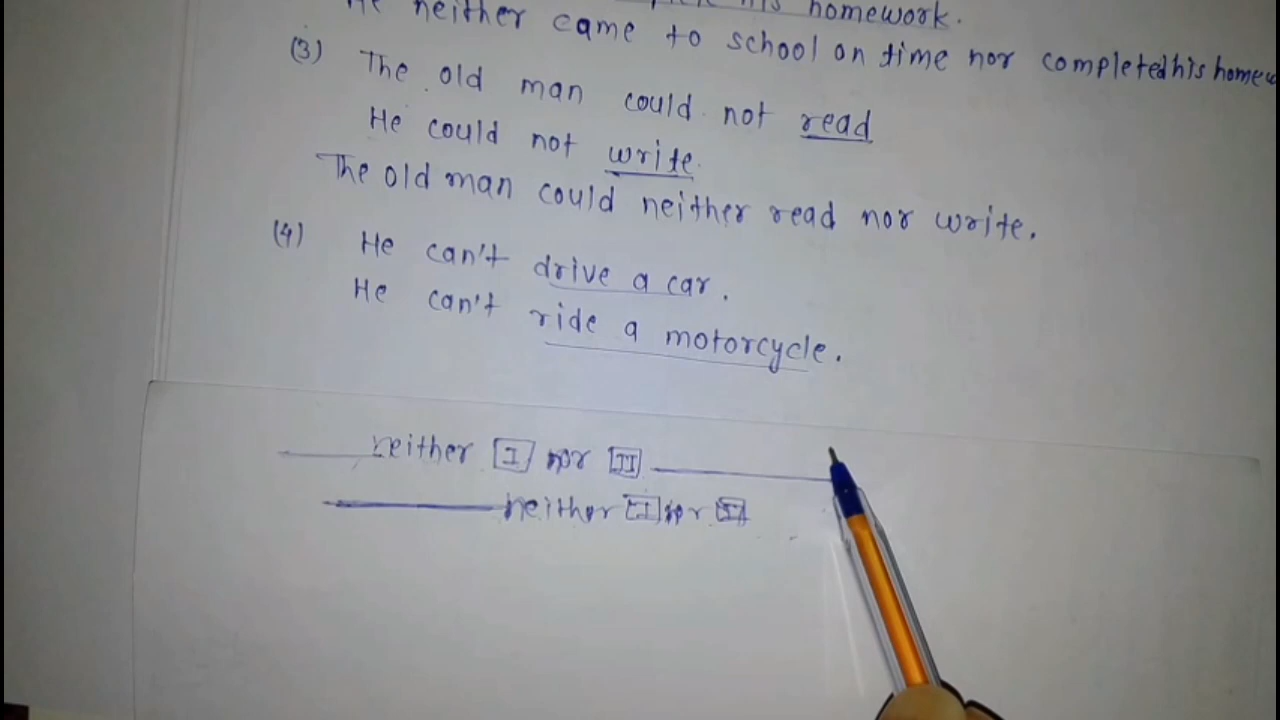 his homework.
He neither came to school on time nor completed his homew
(3) The old man could not read
He could not write.
The old man could neither read nor write.
(4) He can't drive a car.
He can't ride a motorcycle.
neither I nor II
neither I nor II